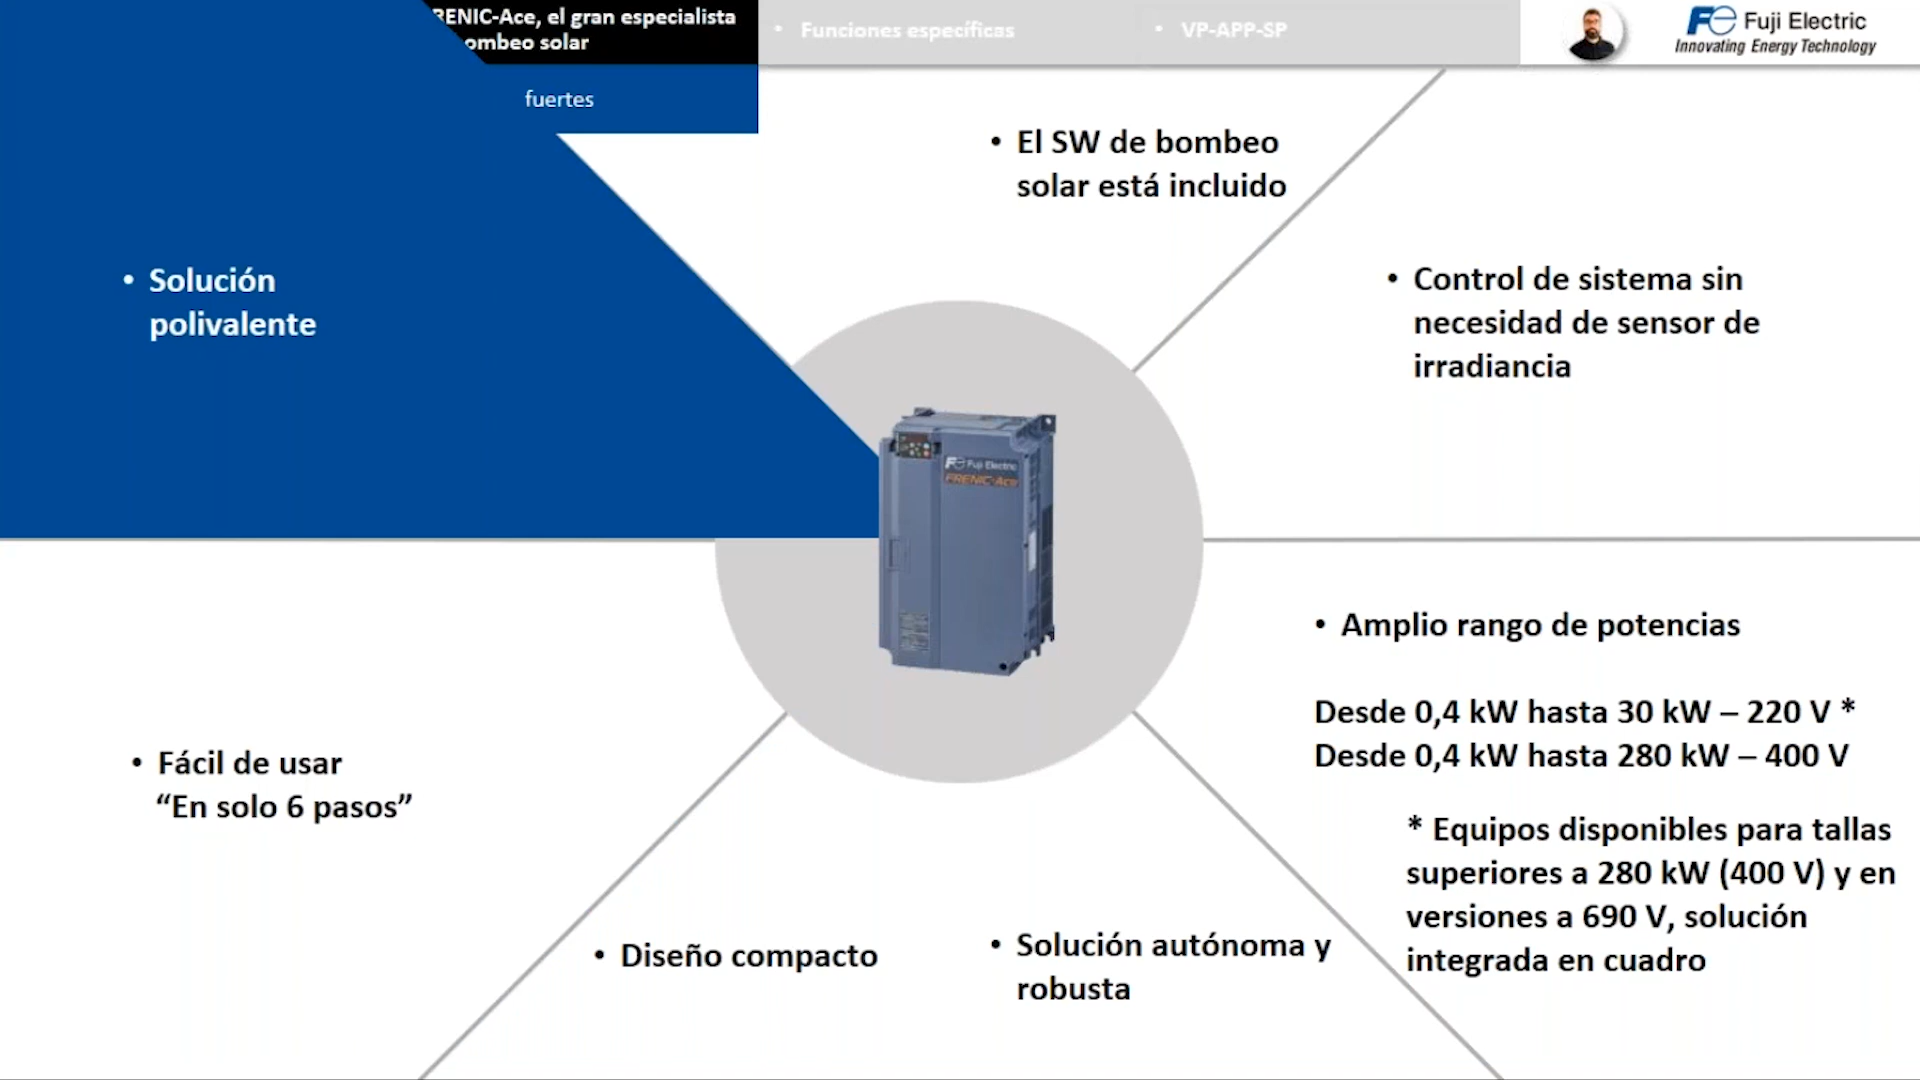 RENIC-Ace, el gran especialista
ombeo solar
• Funciones específicas
• VP-APP-SP
Fuji Electric
Innovating Energy Technology
fuertes
• El SW de bombeo
solar está incluido
• Solución
polivalente
• Control de sistema sin
necesidad de sensor de
irradiancia
Fuji Electric
FRENIC-Ace
• Amplio rango de potencias
Desde 0,4 kW hasta 30 kW – 220 V *
Desde 0,4 kW hasta 280 kW – 400 V
* Equipos disponibles para tallas
superiores a 280 kW (400 V) y en
versiones a 690 V, solución
integrada en cuadro
• Fácil de usar
“En solo 6 pasos”
• Diseño compacto
• Solución autónoma y
robusta